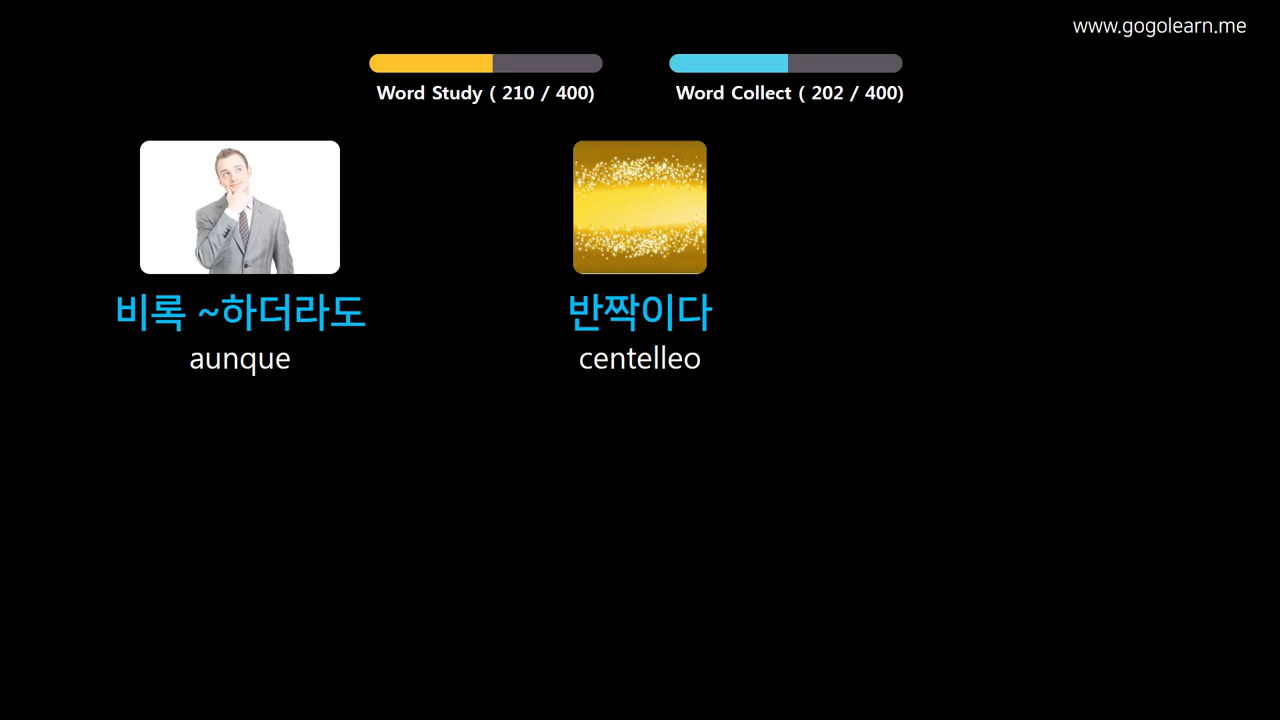 www.gogolearn.me
Word Study ( 210 / 400)
Word Collect ( 202 / 400)
비록 ~하더라도
aunque
반짝이다
centelleo